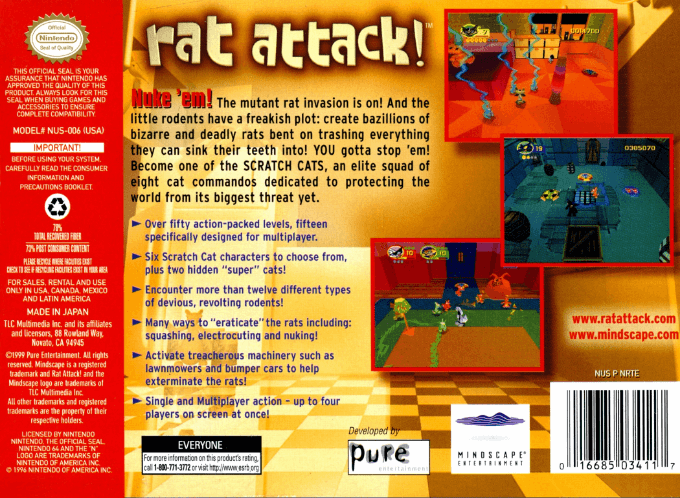 Official
Nintendo
Seal of Quality
THIS OFFICIAL SEAL IS YOUR
ASSURANCE THAT NINTENDO HAS
APPROVED THE QUALITY OF THIS
PRODUCT. ALWAYS LOOK FOR THIS
SEAL WHEN BUYING GAMES AND
ACCESSORIES TO ENSURE
COMPLETE COMPATIBILITY.
MODEL# NUS-006 (USA)
IMPORTANT!
BEFORE USING YOUR SYSTEM,
CAREFULLY READ THE CONSUMER
INFORMATION AND
PRECAUTIONS BOOKLET.
70%
TOTAL RECOVERED FIBER
72% POST CONSUMER CONTENT
PLEASE RECYCLE WHERE FACILITIES EXIST
CHECK TO SEE IF RECYCLING FACILITIES EXIST IN YOUR AREA
FOR SALES, RENTAL AND USE
ONLY IN USA, CANADA, MEXICO
AND LATIN AMERICA
MADE IN JAPAN
TLC Multimedia Inc. and its affiliates
and licensors, 88 Rowland Way,
Novato, CA 94945
©1999 Pure Entertainment. All rights
reserved. Mindscape is a registered
trademark and Rat Attack! and the
Mindscape logo are trademarks of
TLC Multimedia Inc.
All other trademarks and registered
trademarks are the property of their
respective holders.
LICENSED BY NINTENDO
NINTENDO, THE OFFICIAL SEAL,
NINTENDO 64 AND THE "N"
LOGO ARE TRADEMARKS OF
NINTENDO OF AMERICA INC.
© 1996 NINTENDO OF AMERICA INC.
rat attack!™
Nuke 'em! The mutant rat invasion is on! And the
little rodents have a freakish plot: create bazillions of
bizarre and deadly rats bent on trashing everything
they can sink their teeth into! YOU gotta stop 'em!
Become one of the SCRATCH CATS, an elite squad of
eight cat commandos dedicated to protecting the
world from its biggest threat yet.
► Over fifty action-packed levels, fifteen
specifically designed for multiplayer.
► Six Scratch Cat characters to choose from,
plus two hidden "super" cats!
► Encounter more than twelve different types
of devious, revolting rodents!
► Many ways to "eraticate" the rats including:
squashing, electrocuting and nuking!
► Activate treacherous machinery such as
lawnmowers and bumper cars to help
exterminate the rats!
► Single and Multiplayer action - up to four
players on screen at once!
7
0014700
19
0305070
10
10
www.ratattack.com
www.mindscape.com
NUS P NRTE
EVERYONE
For more information on this product's rating,
call 1-800-771-3772 or visit http://www.esrb.org
Developed by
pure
entertainment
MINDSCAPE®
ENTERTAINMENT
0 16685 03411 7